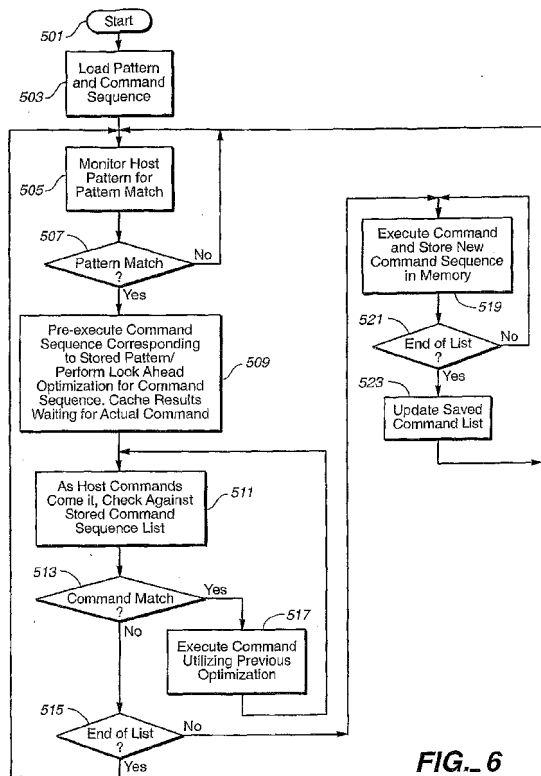 501
Start
Load Pattern
and Command
Sequence
503
Monitor Host
Pattern for
Pattern Match
505
507
Pattern Match
?
No
Yes
Pre-execute Command
Sequence Corresponding
to Stored Pattern/
Perform Look Ahead
Optimization for Command
Sequence. Cache Results
Waiting for Actual Command
509
As Host Commands
Come it, Check Against
Stored Command
Sequence List
511
513
Command Match
?
Yes
No
517
Execute Command
Utilizing Previous
Optimization
515
End of List
?
No
Yes
Execute Command
and Store New
Command Sequence
in Memory
519
521
End of List
?
No
Yes
523
Update Saved
Command List
FIG._6